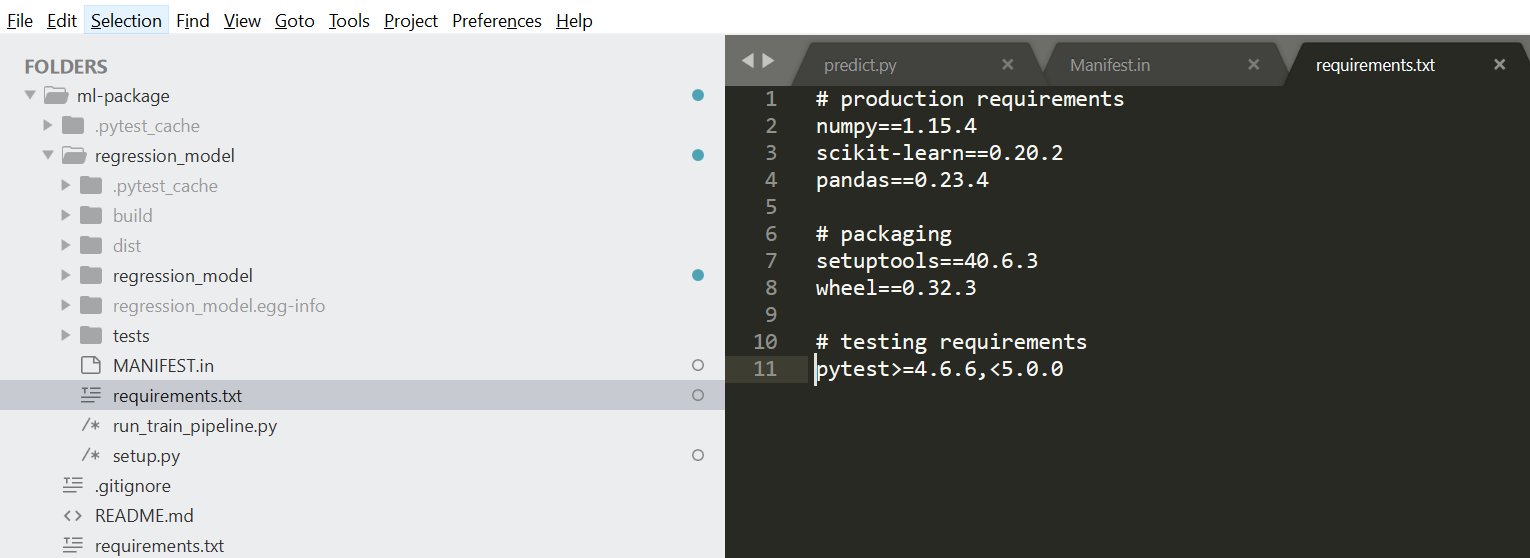 File Edit Selection Find View Goto Tools Project Preferences Help
FOLDERS
ml-package
.pytest_cache
regression_model
.pytest_cache
build
dist
regression_model
regression_model.egg-info
tests
MANIFEST.in
requirements.txt
run_train_pipeline.py
setup.py
.gitignore
README.md
requirements.txt
predict.py Manifest.in requirements.txt
1 # production requirements
2 numpy==1.15.4
3 scikit-learn==0.20.2
4 pandas==0.23.4
5
6 # packaging
7 setuptools==40.6.3
8 wheel==0.32.3
9
10 # testing requirements
11 pytest>=4.6.6,<5.0.0